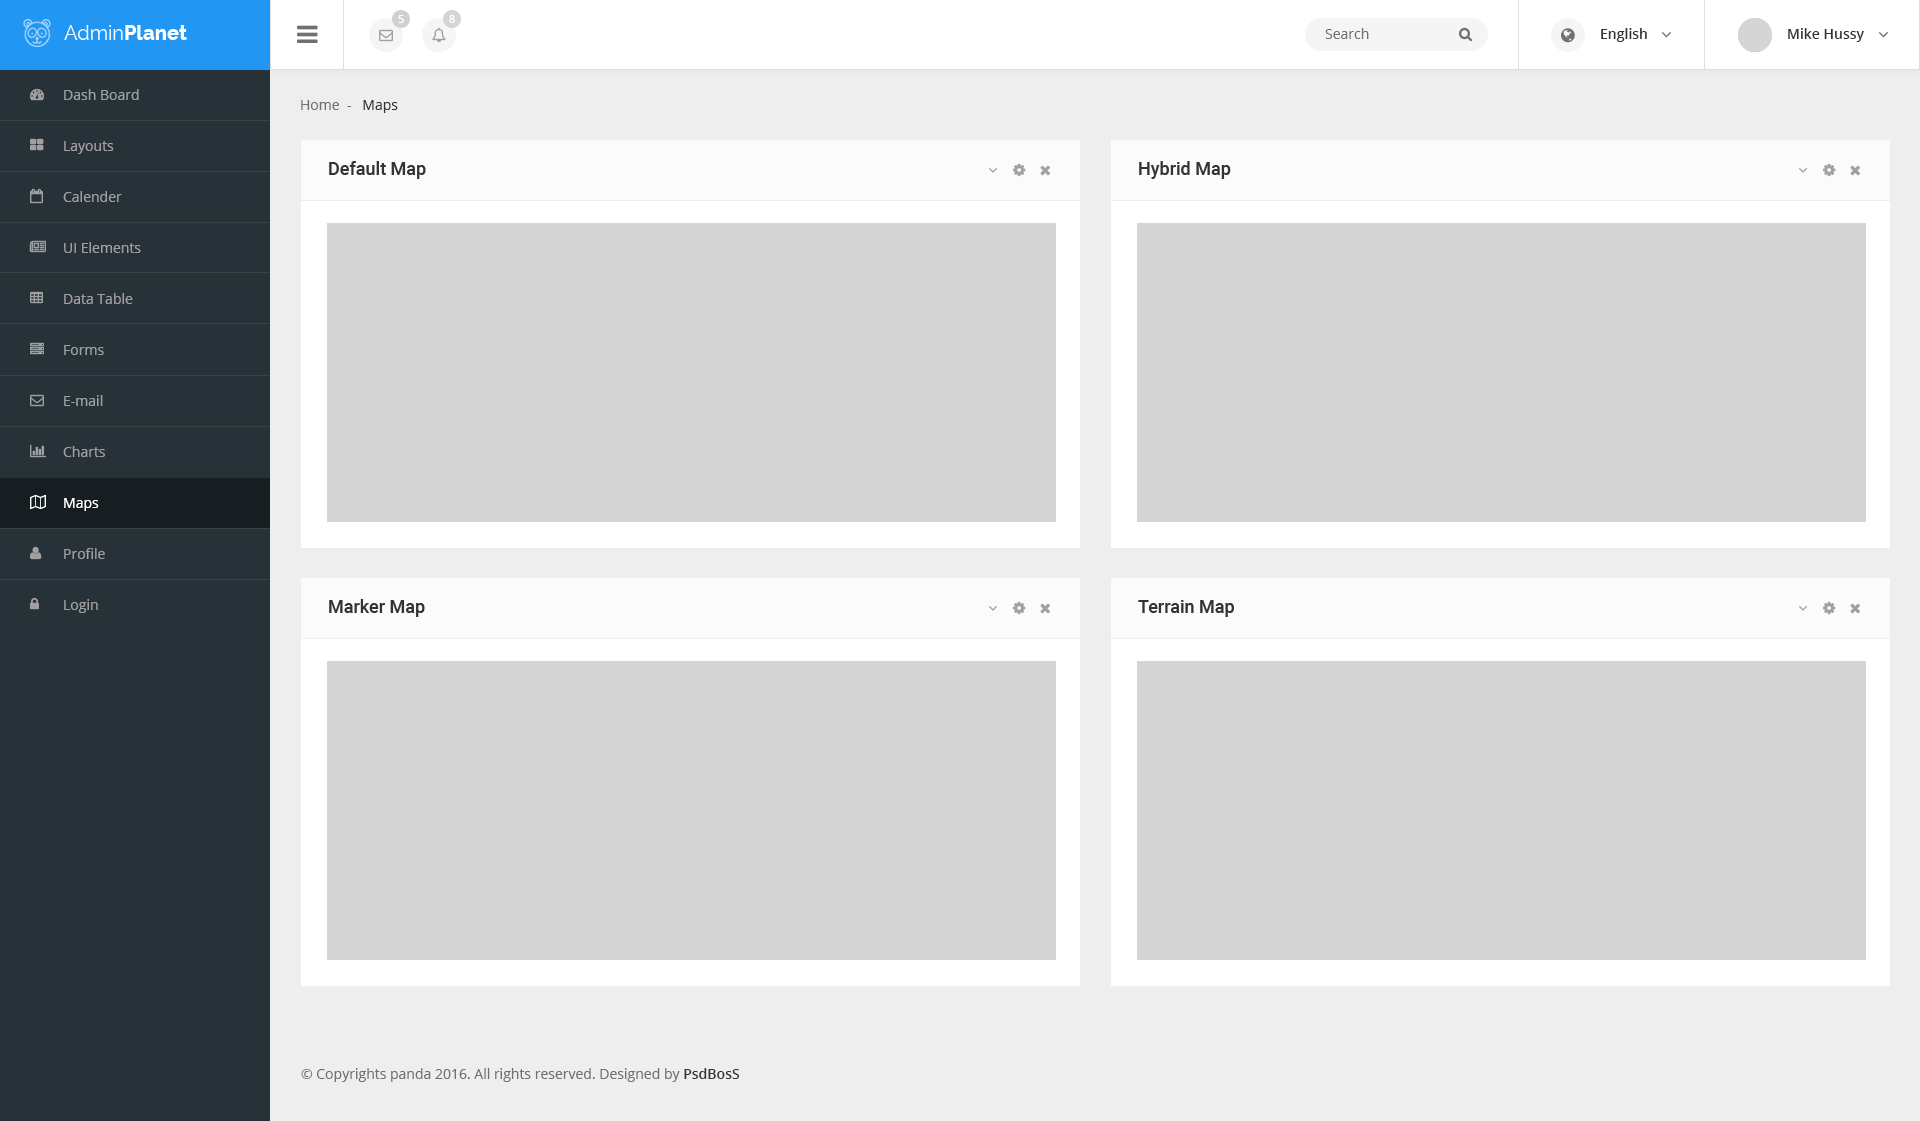 AdminPlanet
5
8
Search
English
Mike Hussy
Dash Board
Layouts
Calender
UI Elements
Data Table
Forms
E-mail
Charts
Maps
Profile
Login
Home - Maps
Default Map
Hybrid Map
Marker Map
Terrain Map
© Copyrights panda 2016. All rights reserved. Designed by PsdBosS